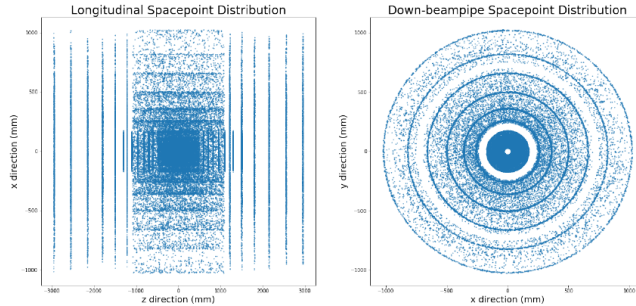 Longitudinal Spacepoint Distribution
Down-beampipe Spacepoint Distribution
x direction (mm)
1000
500
0
−500
−1000
−3000 −2000 −1000 0 1000 2000 3000
z direction (mm)
y direction (mm)
1000
500
0
−500
−1000
−1000 −500 0 500 1000
x direction (mm)